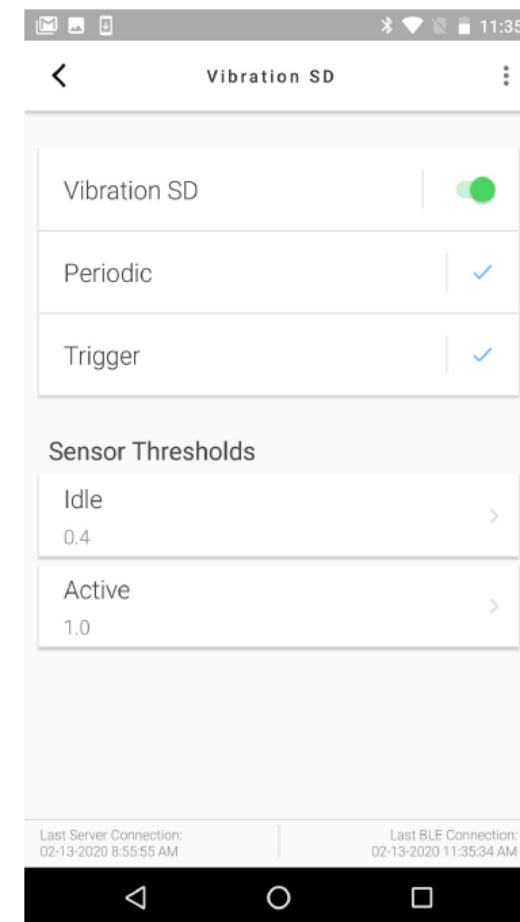 11:35
Vibration SD
Vibration SD
Periodic
Trigger
Sensor Thresholds
Idle
0.4
Active
1.0
Last Server Connection:
02-13-2020 8:55:55 AM
Last BLE Connection:
02-13-2020 11:35:34 AM